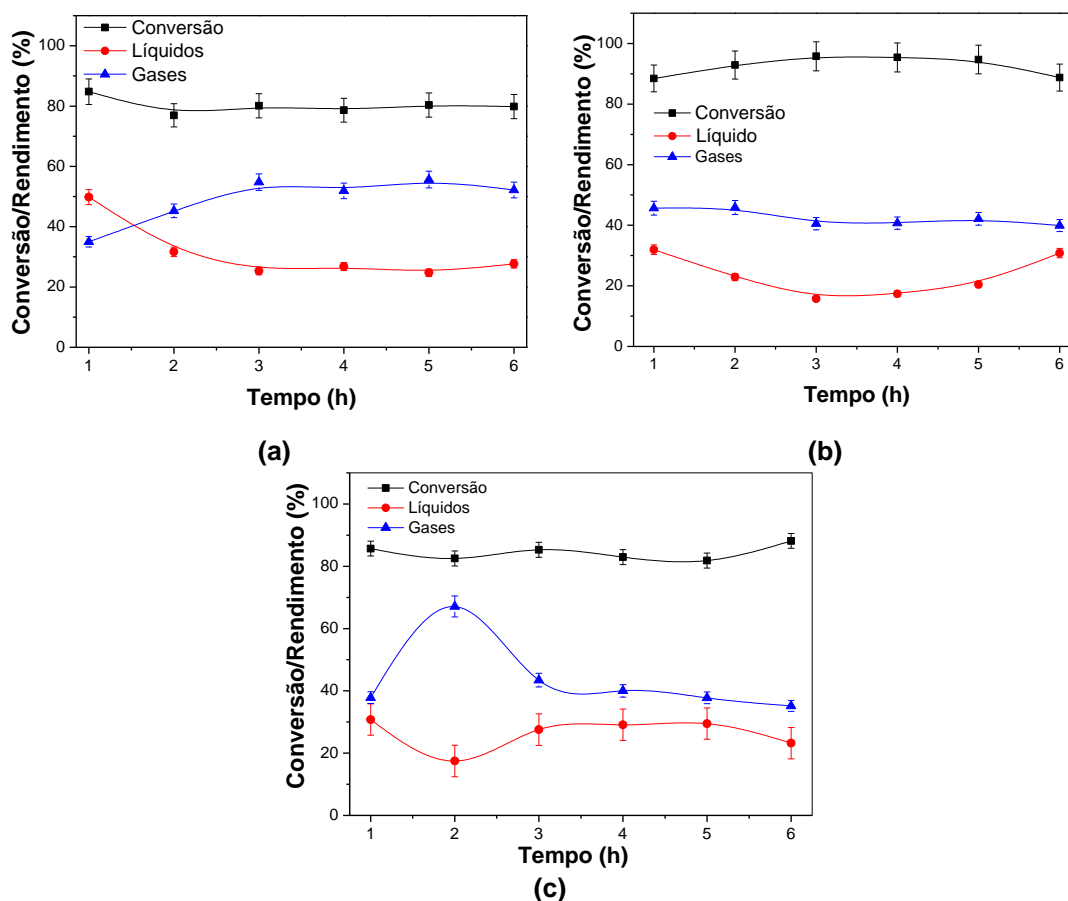 Conversão/Rendimento (%)
Conversão
Líquidos
Gases
100
80
60
40
20
0
1 2 3 4 5 6
Tempo (h)
(a)
Conversão/Rendimento (%)
100
80
60
40
20
0
Conversão
Líquido
Gases
1 2 3 4 5 6
Tempo (h)
(b)
Conversão/Rendimento (%)
Conversão
Líquidos
Gases
100
80
60
40
20
0
1 2 3 4 5 6
Tempo (h)
(c)